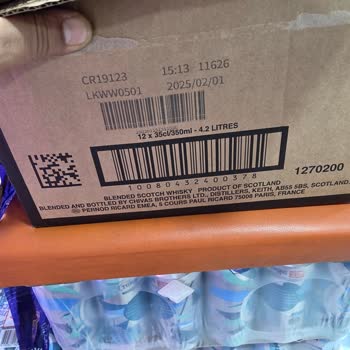 CR19123 15:13 11626
LKWW0501 2025/02/01
12 x 35cl/350ml - 4.2 LITRES
10080432400378
1270200
BLENDED SCOTCH WHISKY · PRODUCT OF SCOTLAND
BLENDED AND BOTTLED BY CHIVAS BROTHERS LTD., DISTILLERS, KEITH, AB55 5BS, SCOTLAND.
PERNOD RICARD EMEA, 5 COURS PAUL RICARD 75008 PARIS, FRANCE